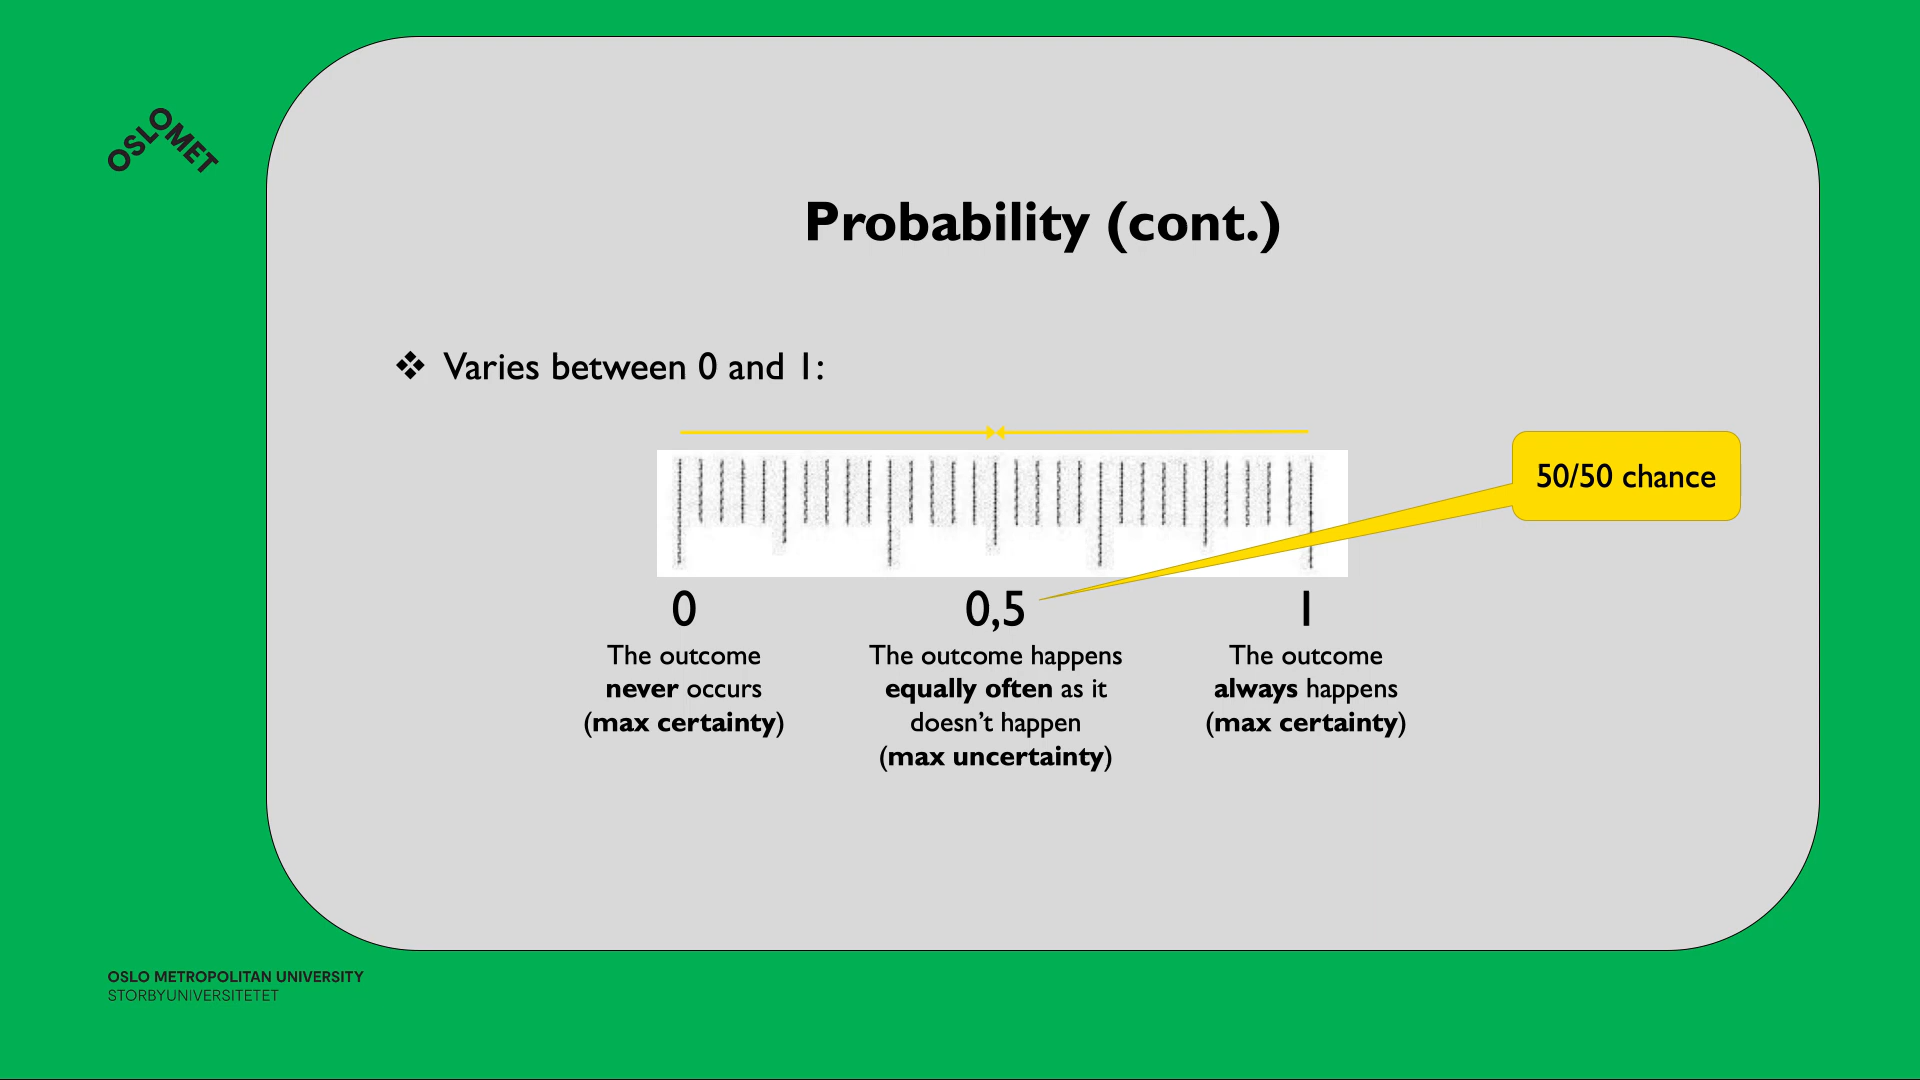 OSLOMET
Probability (cont.)
❖ Varies between 0 and 1:
50/50 chance
0
The outcome
never occurs
(max certainty)
0,5
The outcome happens
equally often as it
doesn't happen
(max uncertainty)
1
The outcome
always happens
(max certainty)
OSLO METROPOLITAN UNIVERSITY
STORBYUNIVERSITETET